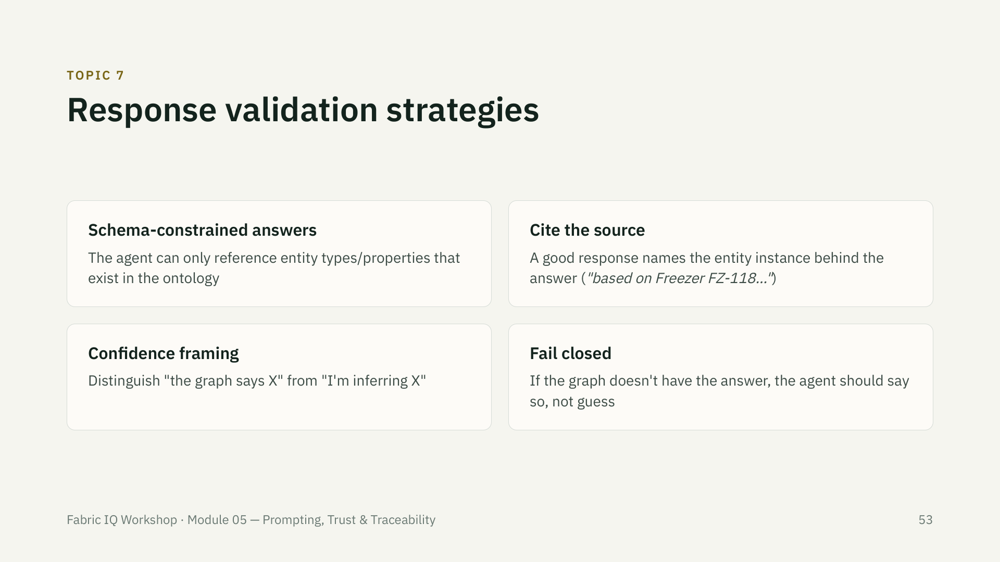 TOPIC 7
Response validation strategies
Schema-constrained answers
The agent can only reference entity types/properties that
exist in the ontology
Cite the source
A good response names the entity instance behind the
answer ("based on Freezer FZ-118…")
Confidence framing
Distinguish "the graph says X" from "I'm inferring X"
Fail closed
If the graph doesn't have the answer, the agent should say
so, not guess
Fabric IQ Workshop · Module 05 — Prompting, Trust & Traceability
53